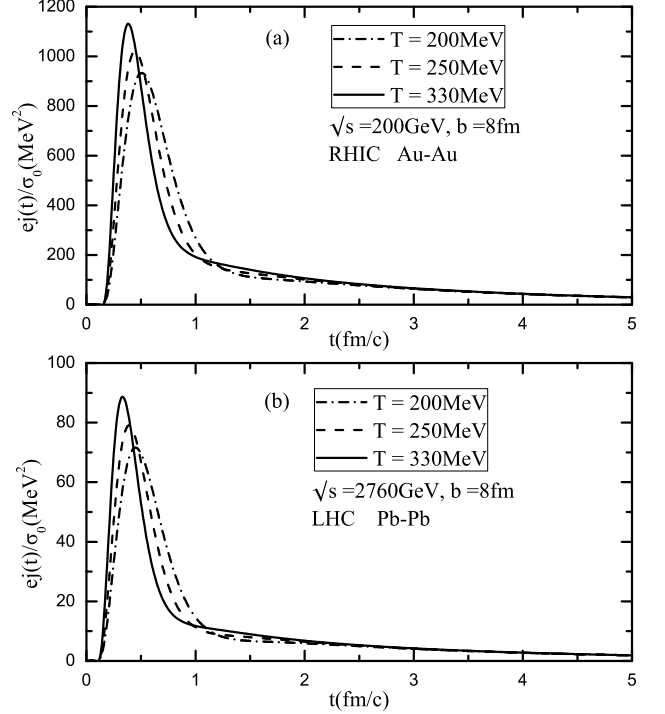 (a)
T = 200MeV
T = 250MeV
T = 330MeV
√s =200GeV, b =8fm
RHIC Au-Au
ej(t)/σ₀(MeV²)
1200
1000
800
600
400
200
0
0 1 2 3 4 5
t(fm/c)
(b)
T = 200MeV
T = 250MeV
T = 330MeV
√s =2760GeV, b =8fm
LHC Pb-Pb
ej(t)/σ₀(MeV²)
100
80
60
40
20
0
0 1 2 3 4 5
t(fm/c)